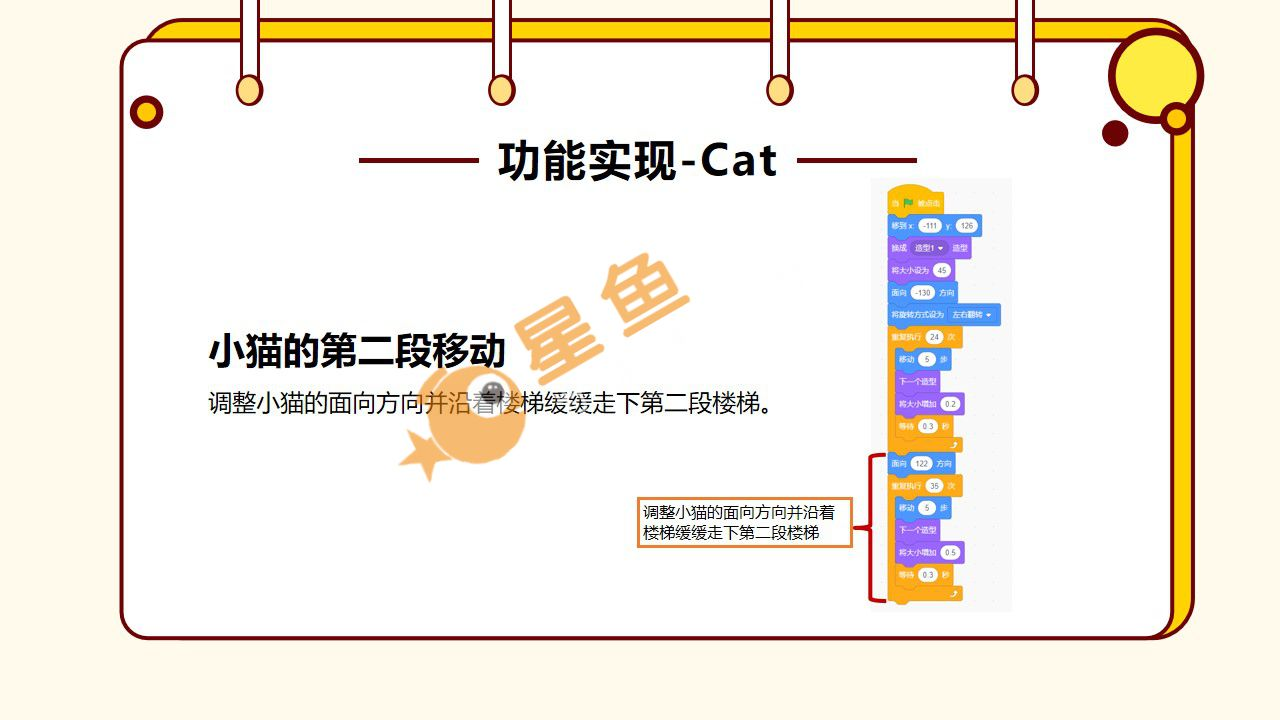 功能实现-Cat
当 被点击
移到 x: -111 y: 126
换成 造型1 造型
将大小设为 45
面向 -130 方向
将旋转方式设为 左右翻转
重复执行 24 次
移动 5 步
下一个造型
将大小增加 0.2
等待 0.3 秒
星鱼
小猫的第二段移动
调整小猫的面向方向并沿着楼梯缓缓走下第二段楼梯。
面向 122 方向
重复执行 35 次
移动 5 步
下一个造型
将大小增加 0.5
等待 0.3 秒
调整小猫的面向方向并沿着
楼梯缓缓走下第二段楼梯